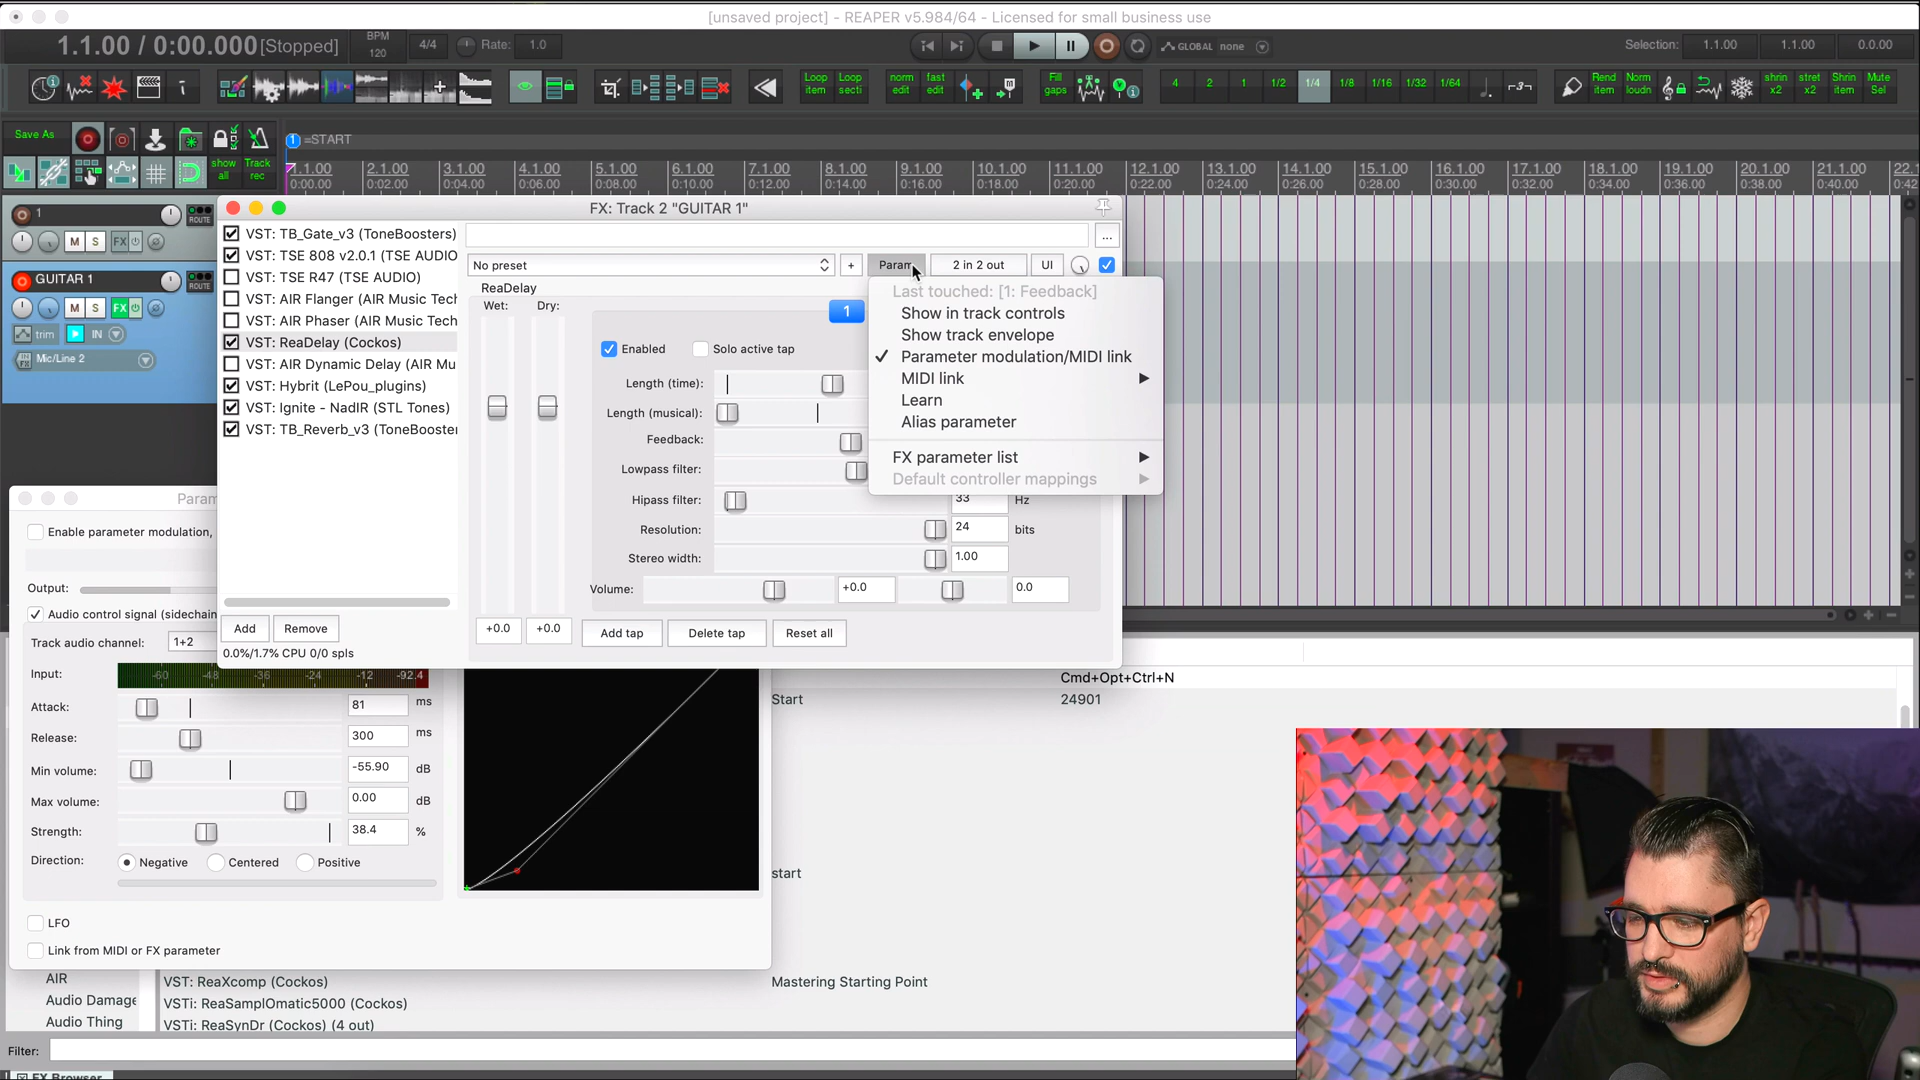 [unsaved project] - REAPER v5.984/64 - Licensed for small business use
1.1.00 / 0:00.000 [Stopped]
BPM
120
4/4
Rate: 1.0
GLOBAL none
Selection: 1.1.00 1.1.00 0.0.00
Loop item
Loop secti
norm edit
fast edit
Fill gaps
4 2 1 1/2 1/4 1/8 1/16 1/32 1/64
-3-
Rend item
Norm loudn
shrin x2
stret x2
Shrin item
Mute Sel
Save As
show all
Track rec
1 =START
1.1.00 2.1.00 3.1.00 4.1.00 5.1.00 6.1.00 7.1.00 8.1.00 9.1.00 10.1.00 11.1.00 12.1.00 13.1.00 14.1.00 15.1.00 16.1.00 17.1.00 18.1.00 19.1.00 20.1.00 21.1.00 22.1
0:00.00 0:02.00 0:04.00 0:06.00 0:08.00 0:10.00 0:12.00 0:14.00 0:16.00 0:18.00 0:20.00 0:22.00 0:24.00 0:26.00 0:28.00 0:30.00 0:32.00 0:34.00 0:36.00 0:38.00 0:40.00 0:42
1
ROUTE
M S FX
GUITAR 1
ROUTE
M S FX
trim IN
IN FX Mic/Line 2
FX: Track 2 "GUITAR 1"
VST: TB_Gate_v3 (ToneBoosters)
VST: TSE 808 v2.0.1 (TSE AUDIO
VST: TSE R47 (TSE AUDIO)
VST: AIR Flanger (AIR Music Tech
VST: AIR Phaser (AIR Music Tech
VST: ReaDelay (Cockos)
VST: AIR Dynamic Delay (AIR Mu
VST: Hybrit (LePou_plugins)
VST: Ignite - NadIR (STL Tones)
VST: TB_Reverb_v3 (ToneBooster
Add
Remove
0.0%/1.7% CPU 0/0 spls
...
No preset
+
Param
2 in 2 out
UI
ReaDelay
Wet:
Dry:
1
Enabled
Solo active tap
Length (time):
Length (musical):
Feedback:
Lowpass filter:
Hipass filter: 33 Hz
Resolution: 24 bits
Stereo width: 1.00
Volume: +0.0 0.0
+0.0 +0.0
Add tap
Delete tap
Reset all
Last touched: [1: Feedback]
Show in track controls
Show track envelope
✓ Parameter modulation/MIDI link
MIDI link
Learn
Alias parameter
FX parameter list
Default controller mappings
Param
Enable parameter modulation,
Output:
Audio control signal (sidechain
Track audio channel: 1+2
Input: -60 -48 -36 -24 -12 -92.4
Attack: 81 ms
Release: 300 ms
Min volume: -55.90 dB
Max volume: 0.00 dB
Strength: 38.4 %
Direction: Negative Centered Positive
LFO
Link from MIDI or FX parameter
Cmd+Opt+Ctrl+N
Start
24901
start
Mastering Starting Point
AIR
Audio Damage
Audio Thing
VST: ReaXcomp (Cockos)
VSTi: ReaSamplOmatic5000 (Cockos)
VSTi: ReaSynDr (Cockos) (4 out)
Filter:
FX Browser